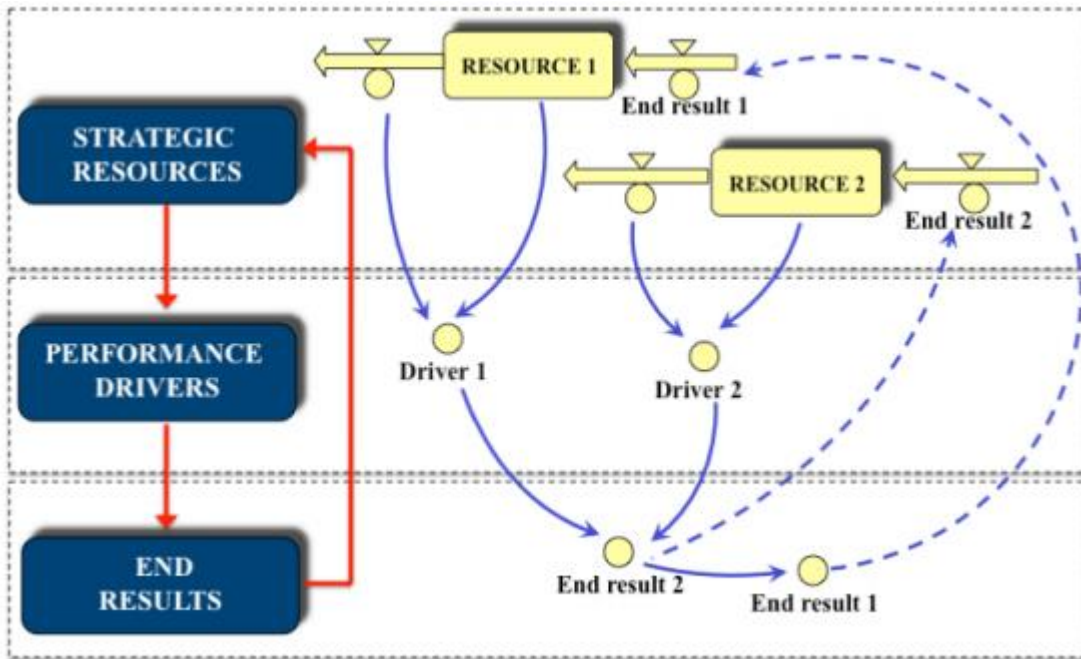 RESOURCE 1
End result 1
STRATEGIC
RESOURCES
RESOURCE 2
End result 2
PERFORMANCE
DRIVERS
Driver 1
Driver 2
END
RESULTS
End result 2
End result 1